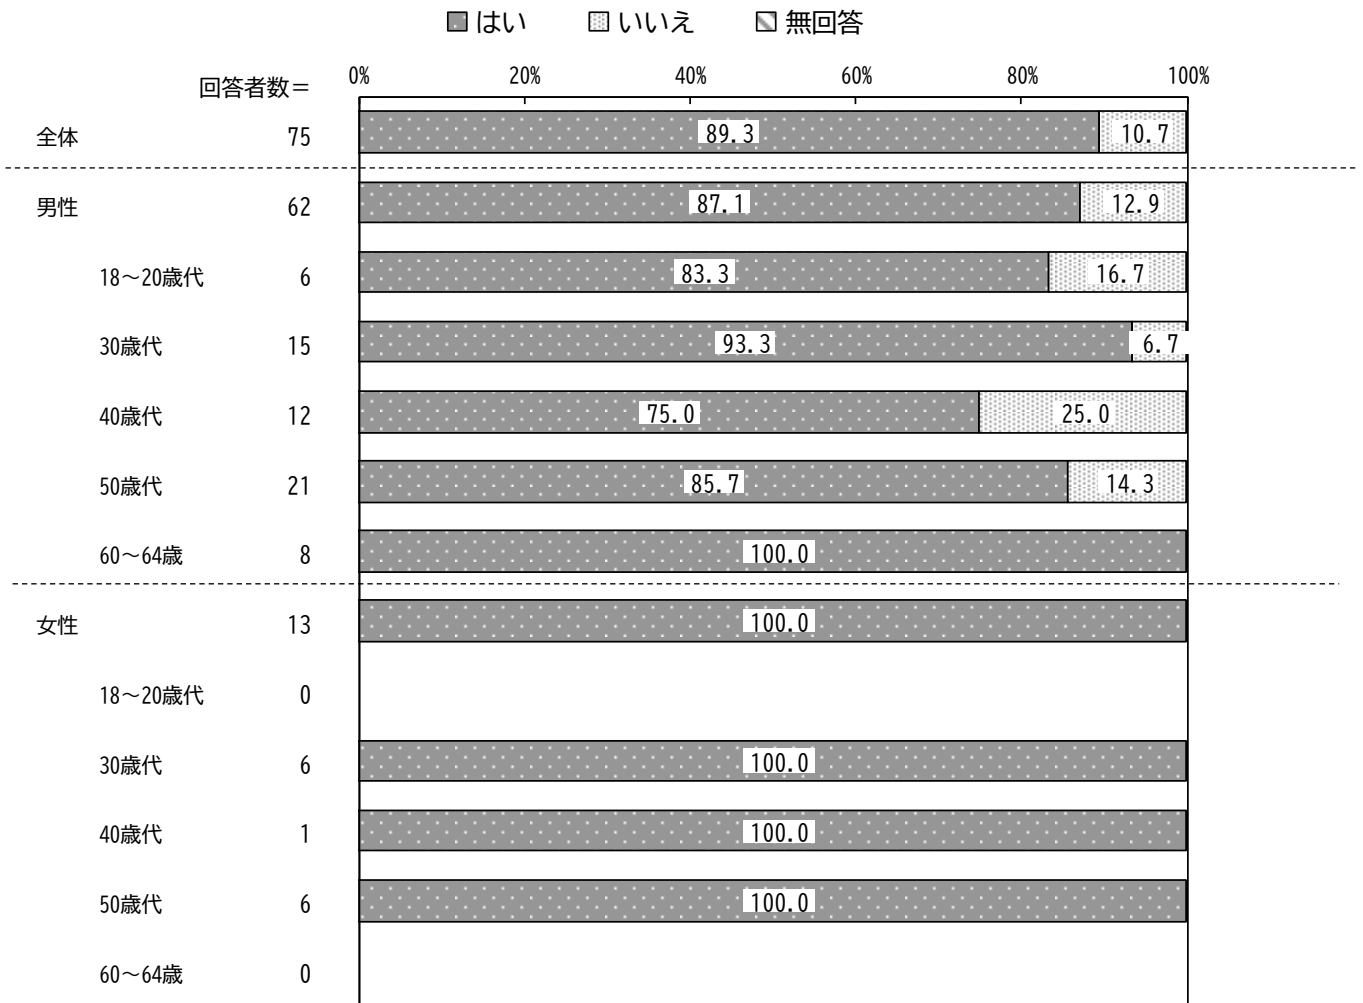 はい いいえ 無回答
回答者数＝ 0% 20% 40% 60% 80% 100%
全体 75 89.3 10.7
男性 62 87.1 12.9
18～20歳代 6 83.3 16.7
30歳代 15 93.3 6.7
40歳代 12 75.0 25.0
50歳代 21 85.7 14.3
60～64歳 8 100.0
女性 13 100.0
18～20歳代 0
30歳代 6 100.0
40歳代 1 100.0
50歳代 6 100.0
60～64歳 0